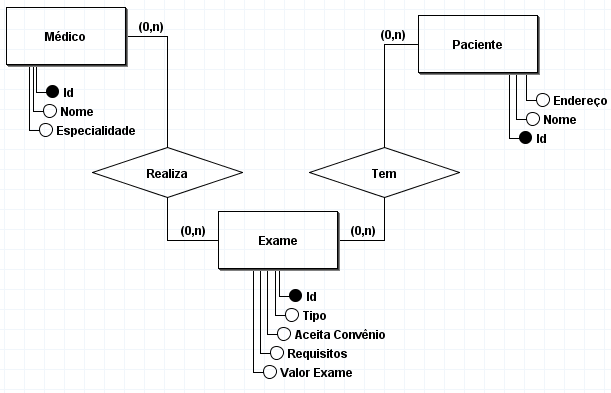 Médico
(0,n)
Id
Nome
Especialidade
Realiza
(0,n)
Paciente
(0,n)
Endereço
Nome
Id
Tem
(0,n)
Exame
Id
Tipo
Aceita Convênio
Requisitos
Valor Exame